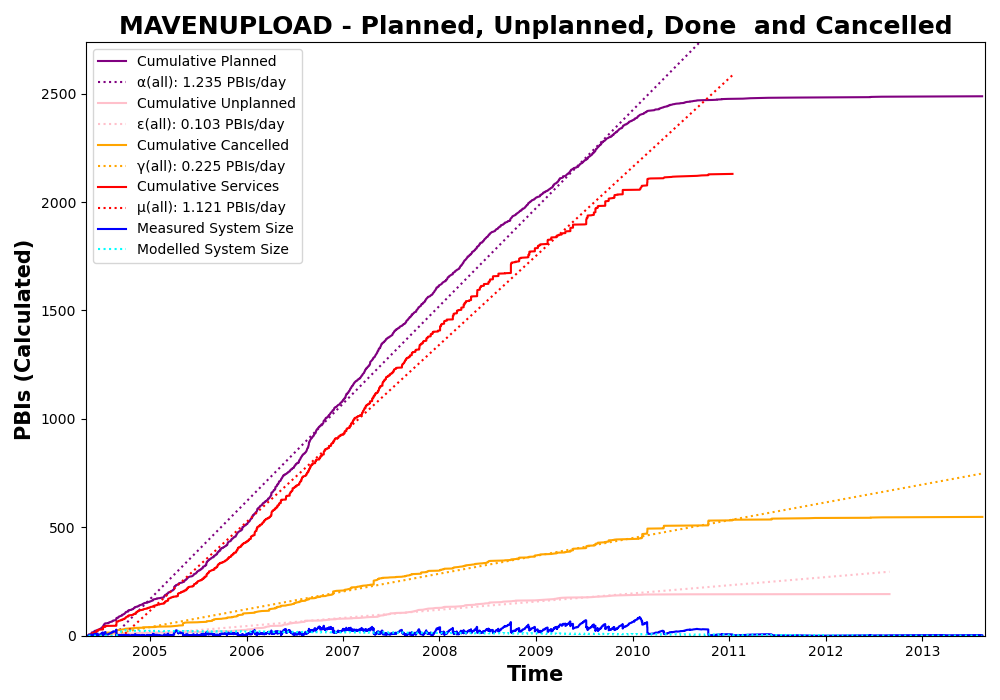 MAVENUPLOAD - Planned, Unplanned, Done  and Cancelled
Cumulative Planned
α(all): 1.235 PBIs/day
Cumulative Unplanned
ε(all): 0.103 PBIs/day
Cumulative Cancelled
γ(all): 0.225 PBIs/day
Cumulative Services
μ(all): 1.121 PBIs/day
Measured System Size
Modelled System Size
PBIs (Calculated)
2500
2000
1500
1000
500
0
2005 2006 2007 2008 2009 2010 2011 2012 2013
Time